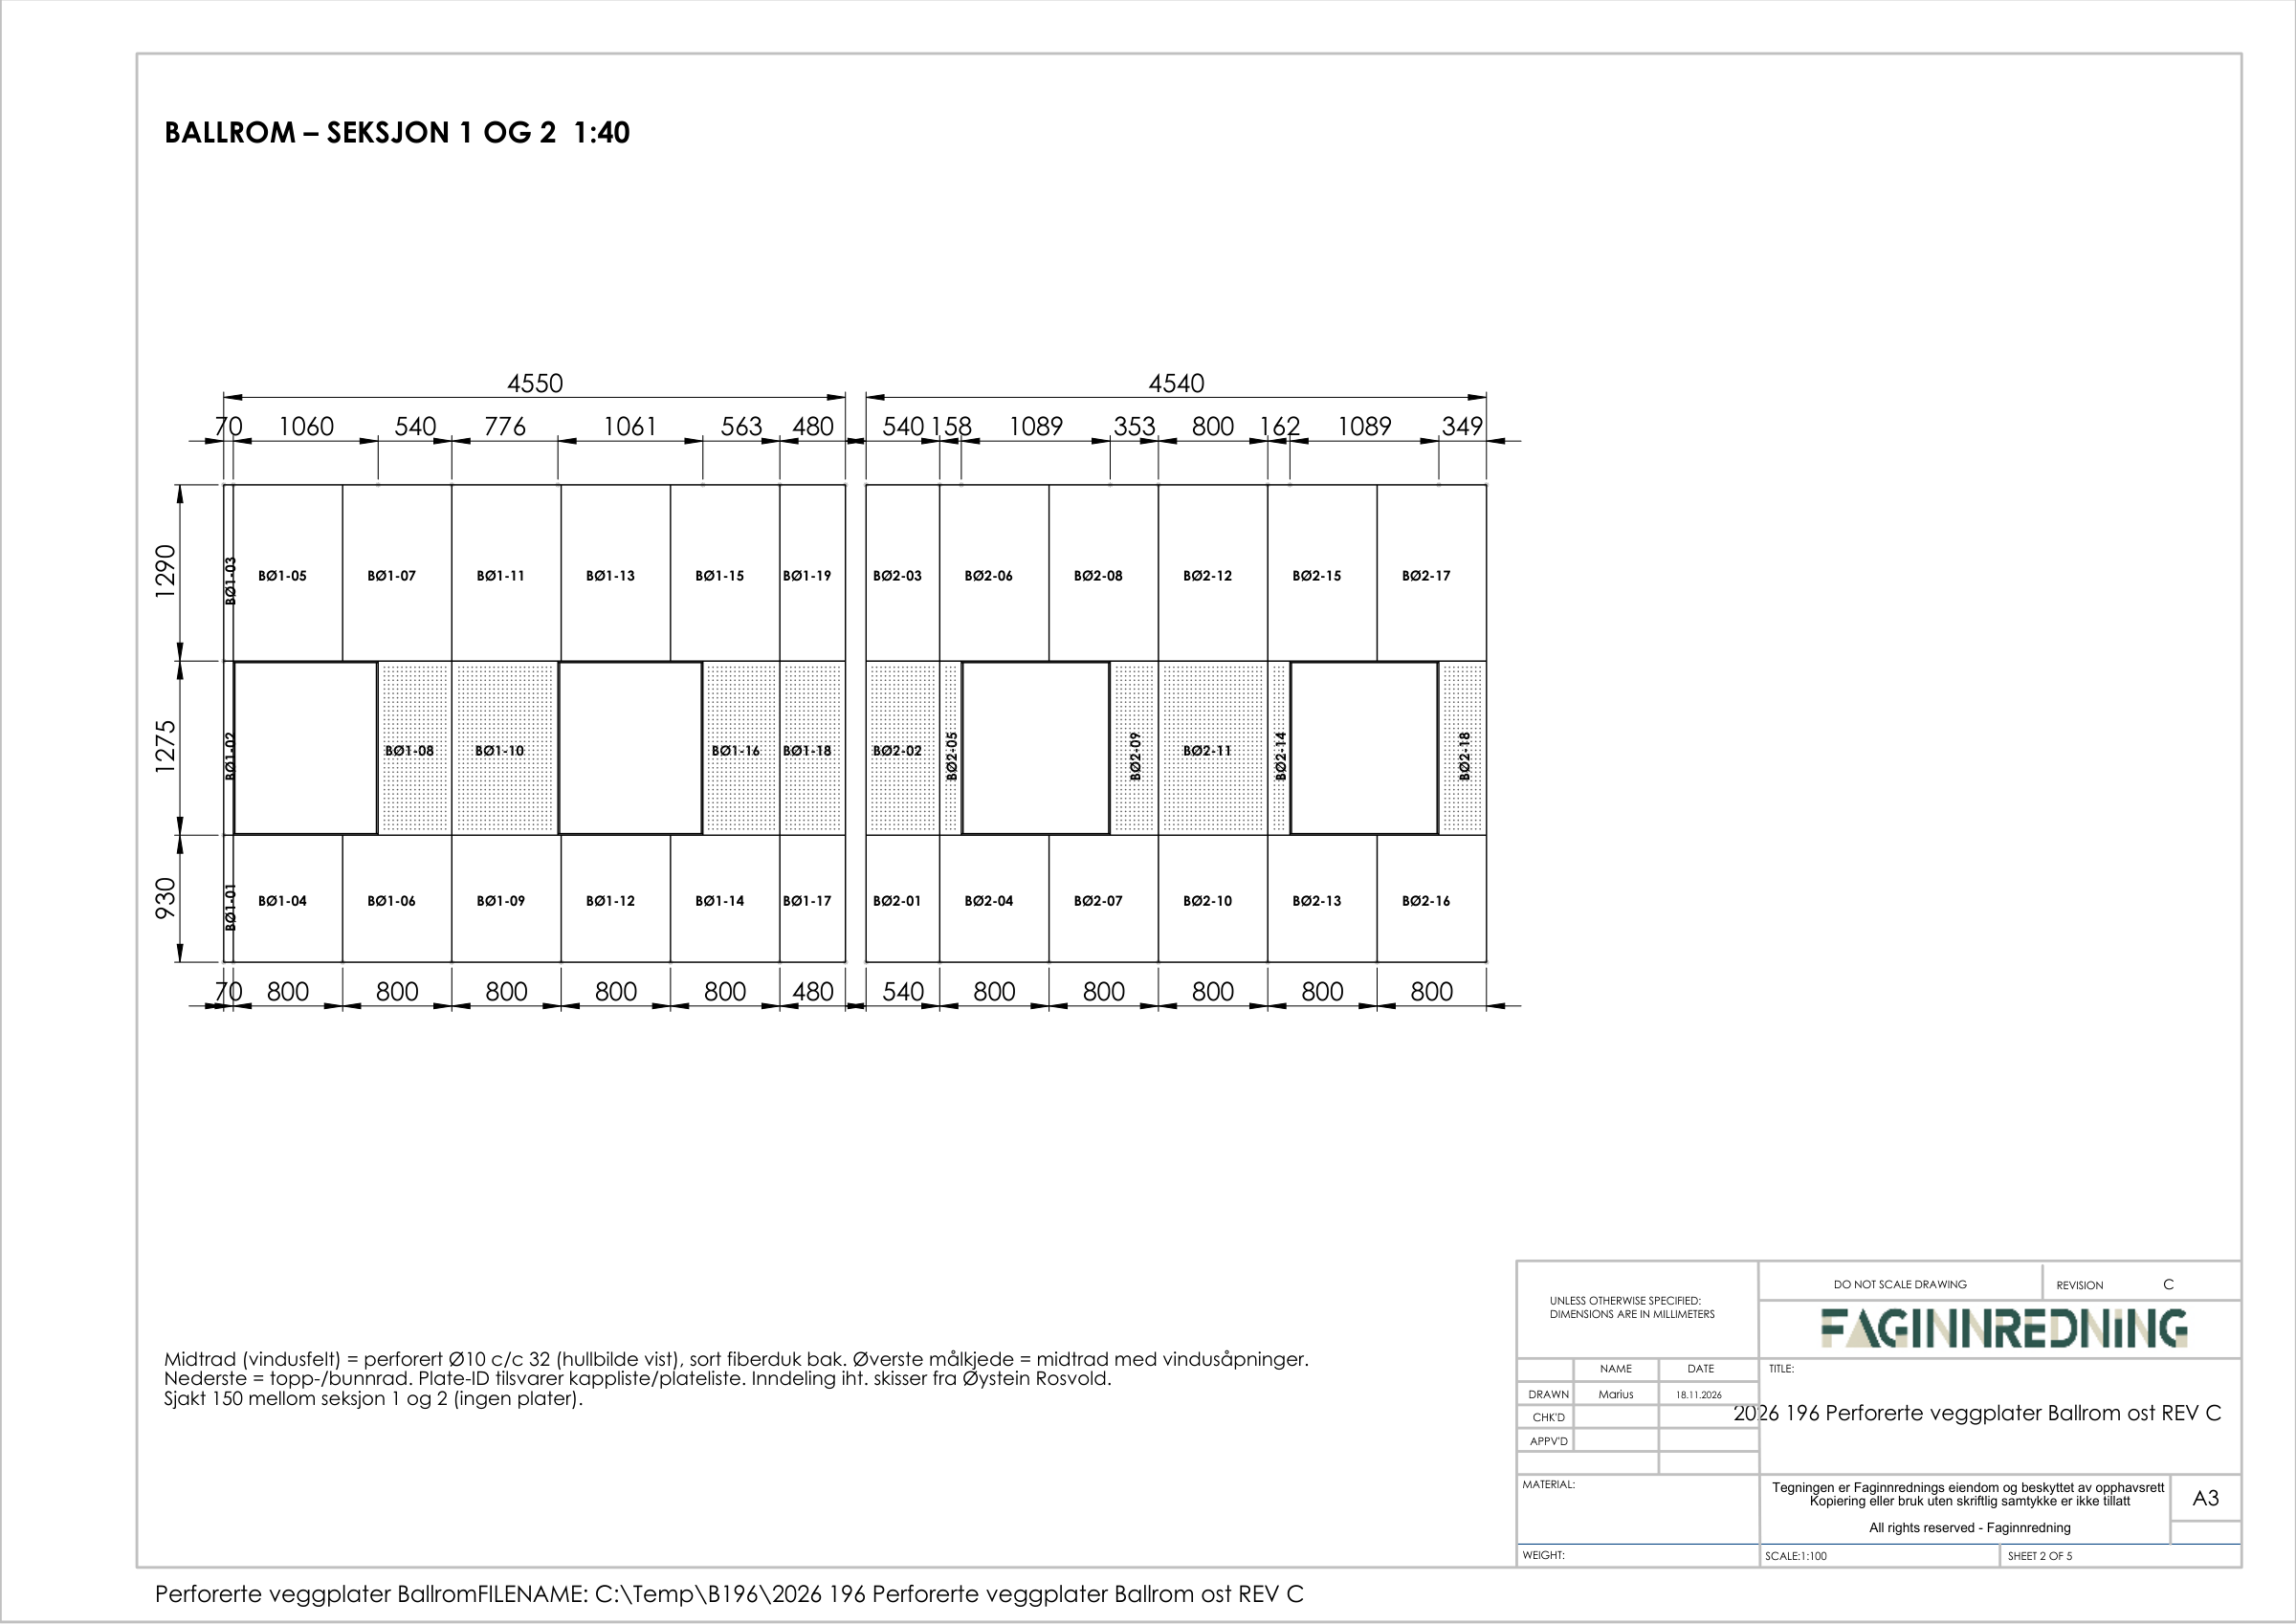 BALLROM – SEKSJON 1 OG 2 1:40
4550 4540
70 1060 540 776 1061 563 480 540 158 1089 353 800 162 1089 349
1290
BØ1-03 BØ1-05 BØ1-07 BØ1-11 BØ1-13 BØ1-15 BØ1-19 BØ2-03 BØ2-06 BØ2-08 BØ2-12 BØ2-15 BØ2-17
1275
BØ1-02 BØ1-08 BØ1-10 BØ1-16 BØ1-18 BØ2-02 BØ2-05 BØ2-09 BØ2-11 BØ2-14 BØ2-18
930
BØ1-01 BØ1-04 BØ1-06 BØ1-09 BØ1-12 BØ1-14 BØ1-17 BØ2-01 BØ2-04 BØ2-07 BØ2-10 BØ2-13 BØ2-16
70 800 800 800 800 800 480 540 800 800 800 800 800
Midtrad (vindusfelt) = perforert Ø10 c/c 32 (hullbilde vist), sort fiberduk bak. Øverste målkjede = midtrad med vindusåpninger.
Nederste = topp-/bunnrad. Plate-ID tilsvarer kappliste/plateliste. Inndeling iht. skisser fra Øystein Rosvold.
Sjakt 150 mellom seksjon 1 og 2 (ingen plater).
UNLESS OTHERWISE SPECIFIED:
DIMENSIONS ARE IN MILLIMETERS
DO NOT SCALE DRAWING
REVISION C
FAGINNREDNING
NAME DATE
DRAWN Marius 18.11.2026
CHK'D
APPV'D
TITLE:
2026 196 Perforerte veggplater Ballrom ost REV C
MATERIAL:
Tegningen er Faginnrednings eiendom og beskyttet av opphavsrett
Kopiering eller bruk uten skriftlig samtykke er ikke tillatt
All rights reserved - Faginnredning
A3
WEIGHT:
SCALE:1:100
SHEET 2 OF 5
Perforerte veggplater BallromFILENAME: C:\Temp\B196\2026 196 Perforerte veggplater Ballrom ost REV C